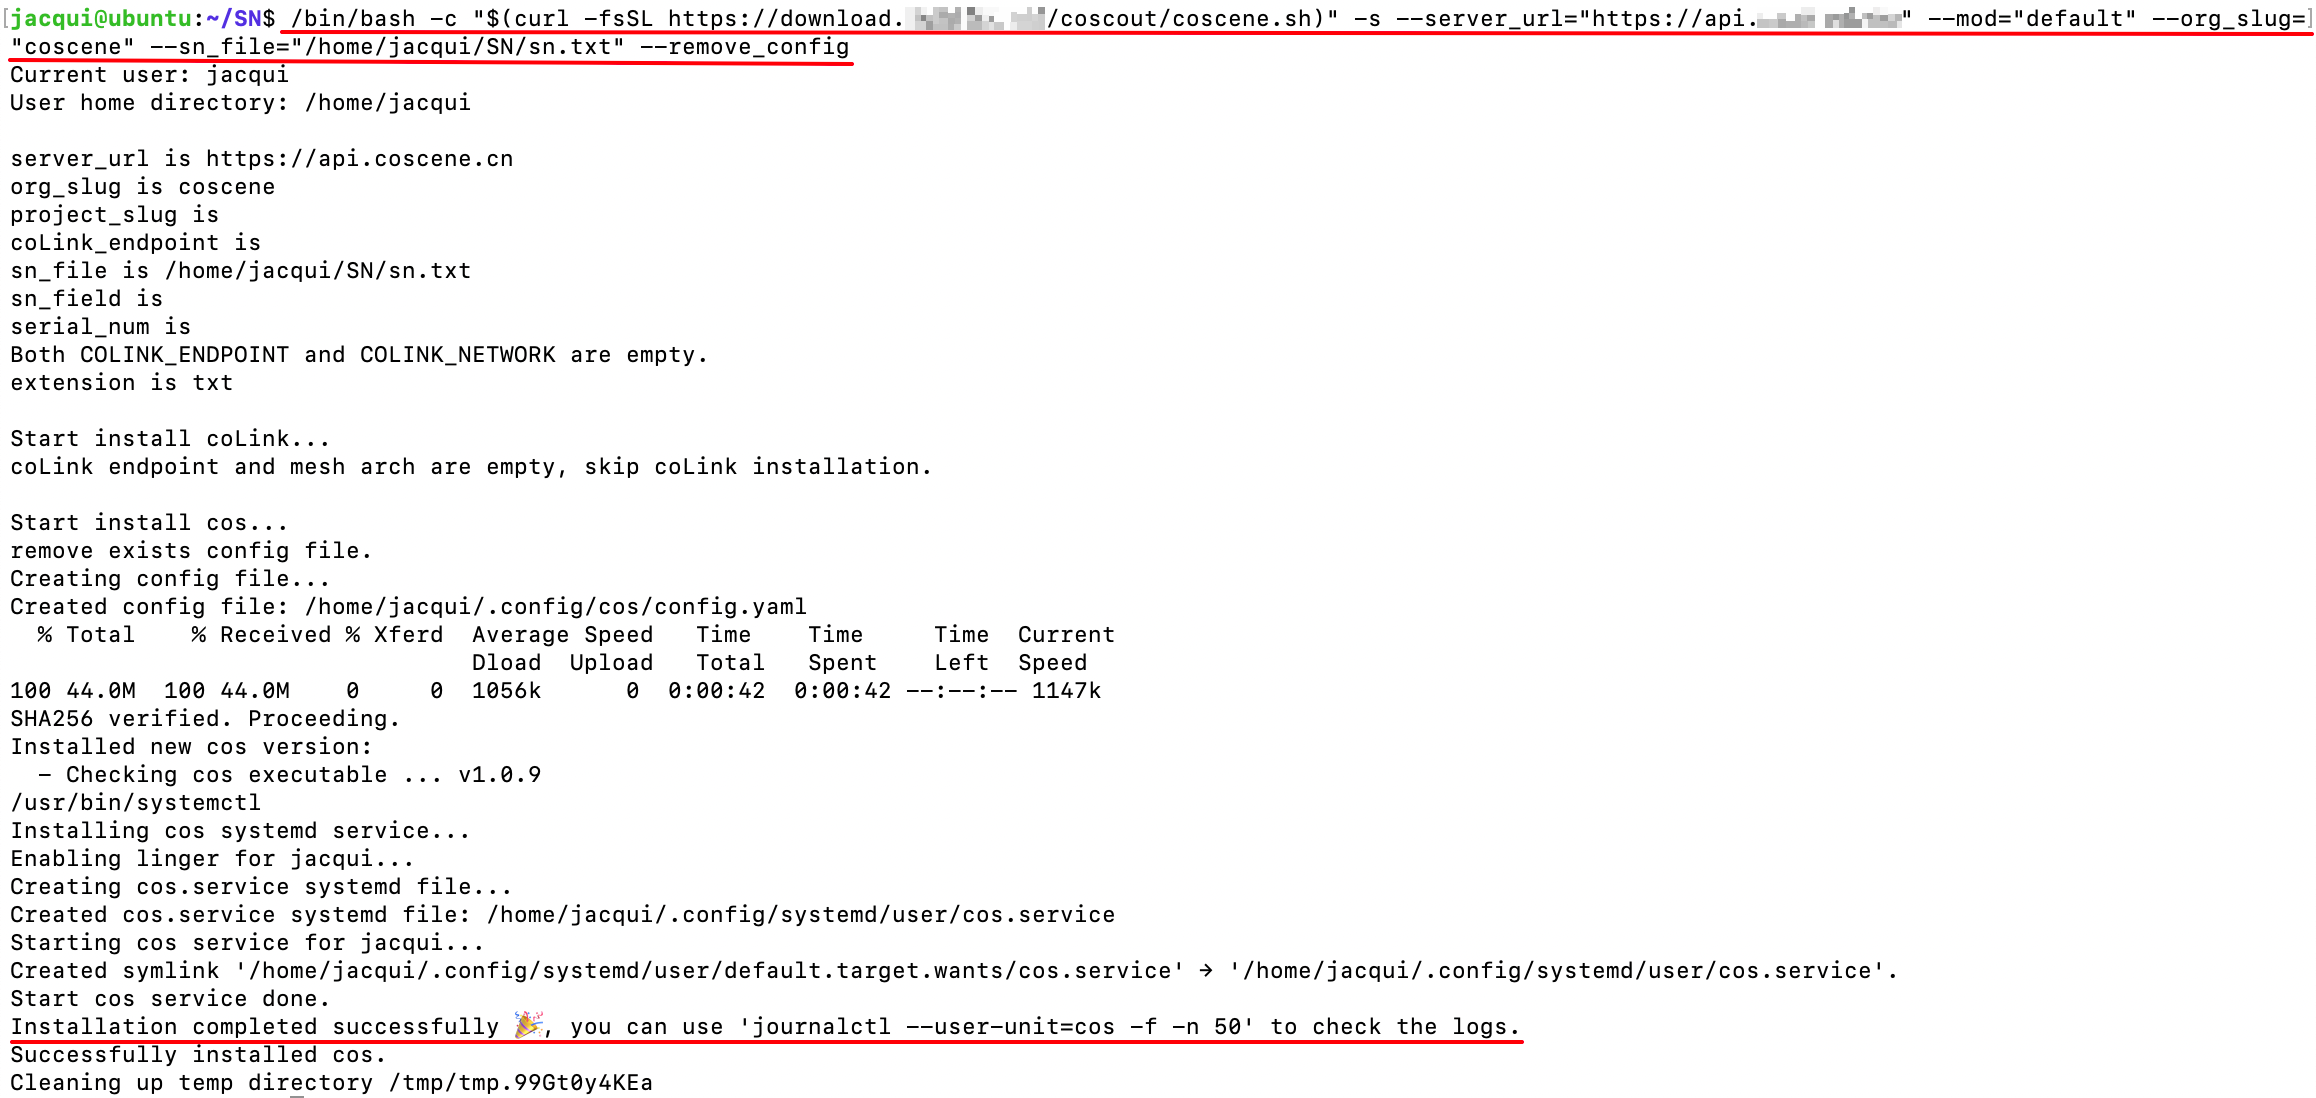 jacqui@ubuntu:~/SN$ /bin/bash -c "$(curl -fsSL https://download. /coscout/coscene.sh)" -s --server_url="https://api. " --mod="default" --org_slug=
"coscene" --sn_file="/home/jacqui/SN/sn.txt" --remove_config
Current user: jacqui
User home directory: /home/jacqui
server_url is https://api.coscene.cn
org_slug is coscene
project_slug is
coLink_endpoint is
sn_file is /home/jacqui/SN/sn.txt
sn_field is
serial_num is
Both COLINK_ENDPOINT and COLINK_NETWORK are empty.
extension is txt
Start install coLink...
coLink endpoint and mesh arch are empty, skip coLink installation.
Start install cos...
remove exists config file.
Creating config file...
Created config file: /home/jacqui/.config/cos/config.yaml
% Total % Received % Xferd Average Speed Time Time Time Current
Dload Upload Total Spent Left Speed
100 44.0M 100 44.0M 0 0 1056k 0 0:00:42 0:00:42 --:--:-- 1147k
SHA256 verified. Proceeding.
Installed new cos version:
- Checking cos executable ... v1.0.9
/usr/bin/systemctl
Installing cos systemd service...
Enabling linger for jacqui...
Creating cos.service systemd file...
Created cos.service systemd file: /home/jacqui/.config/systemd/user/cos.service
Starting cos service for jacqui...
Created symlink '/home/jacqui/.config/systemd/user/default.target.wants/cos.service' → '/home/jacqui/.config/systemd/user/cos.service'.
Start cos service done.
Installation completed successfully 🎉, you can use 'journalctl --user-unit=cos -f -n 50' to check the logs.
Successfully installed cos.
Cleaning up temp directory /tmp/tmp.99Gt0y4KEa